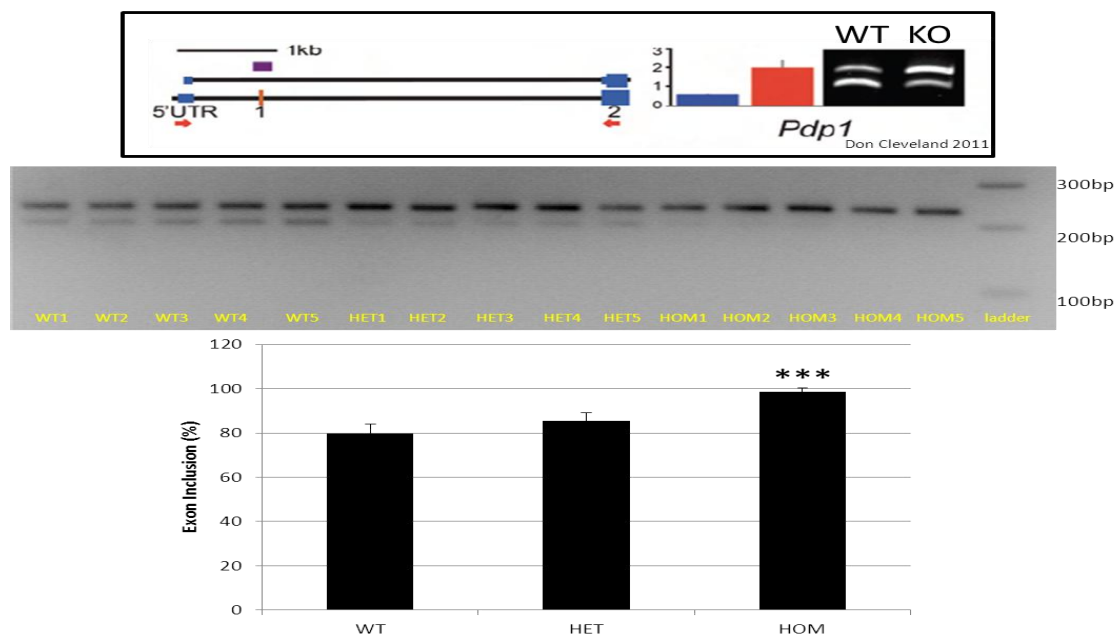 1kb
5'UTR 1 2
3
2
1
0
WT KO
Pdp1
Don Cleveland 2011
300bp
200bp
100bp
WT1 WT2 WT3 WT4 WT5 HET1 HET2 HET3 HET4 HET5 HOM1 HOM2 HOM3 HOM4 HOM5 ladder
Exon Inclusion (%)
120
100
80
60
40
20
0
***
WT HET HOM